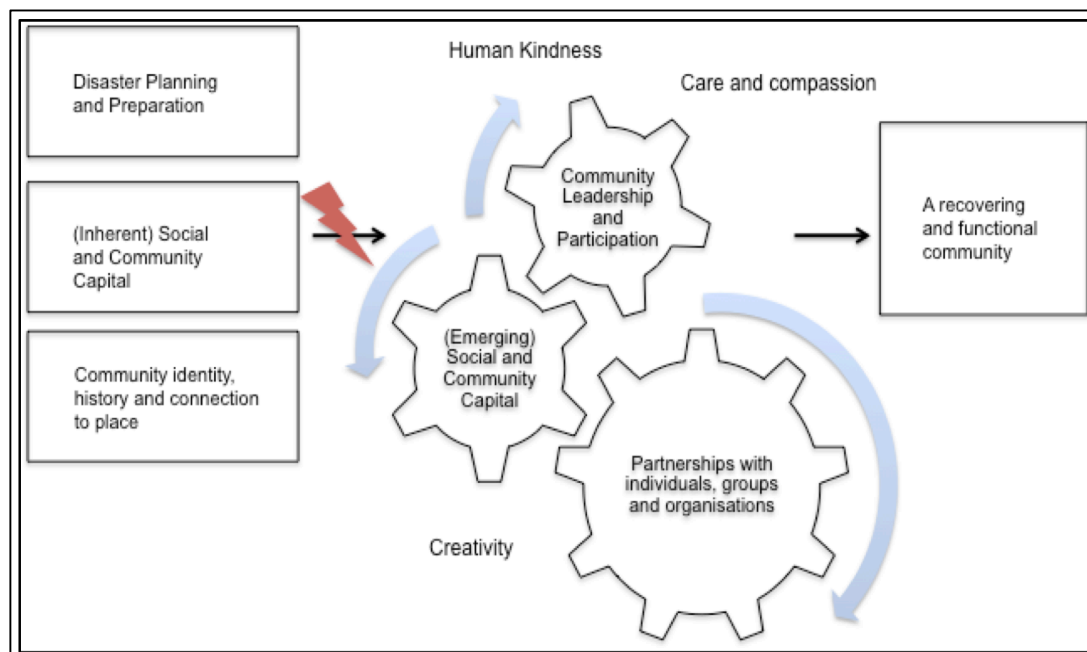 Disaster Planning
and Preparation
(Inherent) Social
and Community
Capital
Community identity,
history and connection
to place
Human Kindness
Care and compassion
Community
Leadership
and
Participation
(Emerging)
Social and
Community
Capital
Partnerships with
individuals, groups
and organisations
Creativity
A recovering
and functional
community